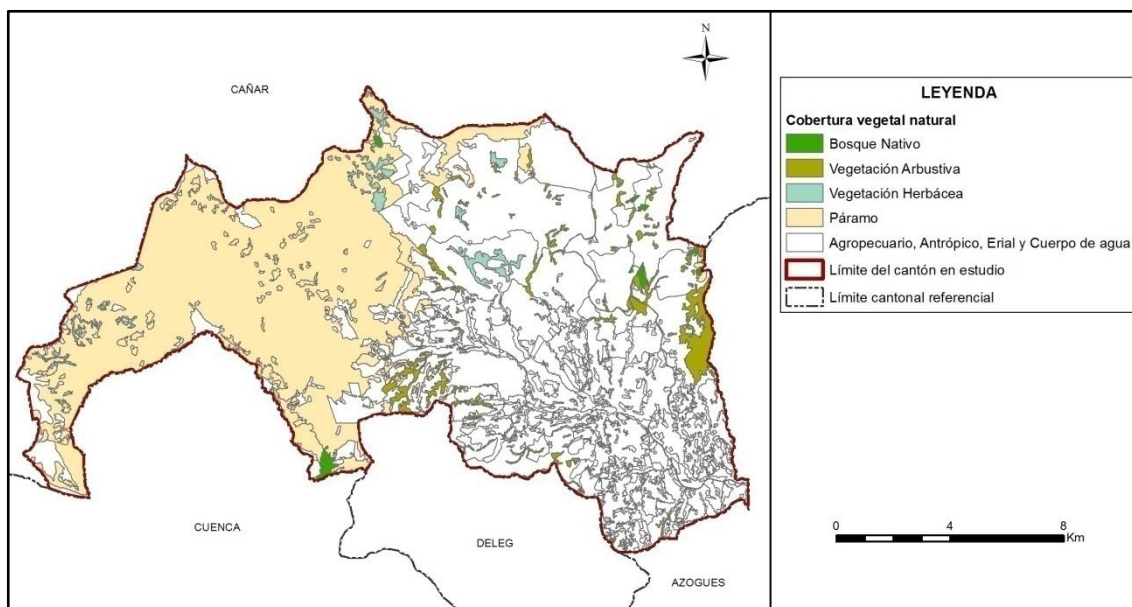 N
CAÑAR
CUENCA
DELEG
AZOGUES
LEYENDA
Cobertura vegetal natural
Bosque Nativo
Vegetación Arbustiva
Vegetación Herbácea
Páramo
Agropecuario, Antrópico, Erial y Cuerpo de agua
Límite del cantón en estudio
Límite cantonal referencial
0 4 8
Km